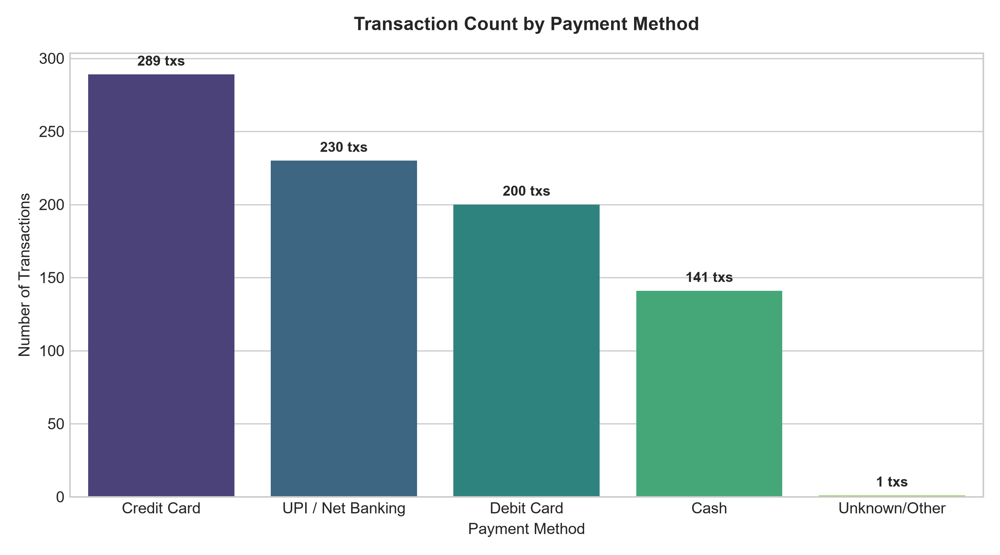 Transaction Count by Payment Method
300
289 txs
250
230 txs
200
200 txs
150
141 txs
100
50
1 txs
0
Number of Transactions
Credit Card
UPI / Net Banking
Debit Card
Cash
Unknown/Other
Payment Method